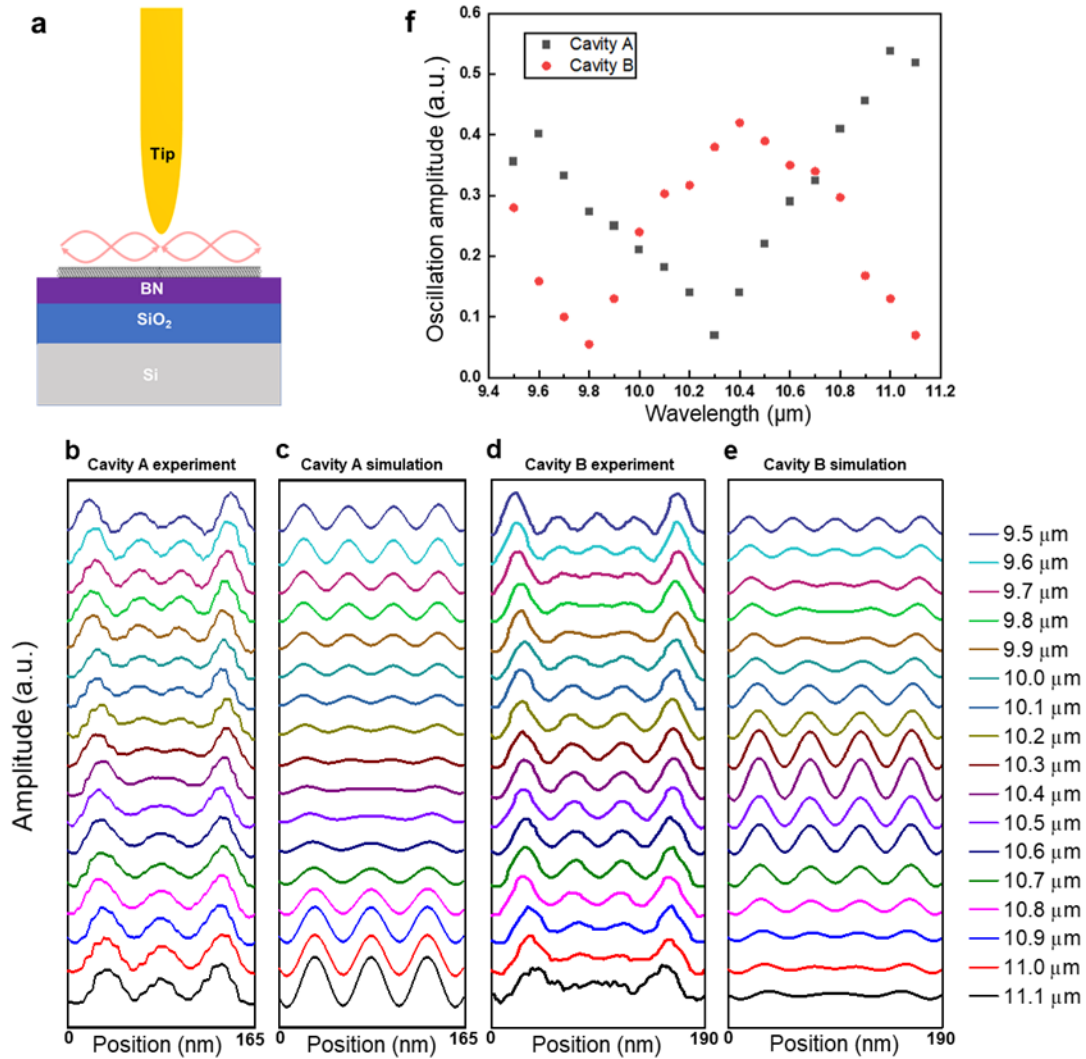 a
Tip
BN
SiO₂
Si
f
Cavity A
Cavity B
Oscillation amplitude (a.u.)
0.6
0.5
0.4
0.3
0.2
0.1
0.0
9.4 9.6 9.8 10.0 10.2 10.4 10.6 10.8 11.0 11.2
Wavelength (µm)
b
Cavity A experiment
c
Cavity A simulation
d
Cavity B experiment
e
Cavity B simulation
Amplitude (a.u.)
9.5 µm
9.6 µm
9.7 µm
9.8 µm
9.9 µm
10.0 µm
10.1 µm
10.2 µm
10.3 µm
10.4 µm
10.5 µm
10.6 µm
10.7 µm
10.8 µm
10.9 µm
11.0 µm
11.1 µm
0 Position (nm) 165
0 Position (nm) 165
0 Position (nm) 190
0 Position (nm) 190